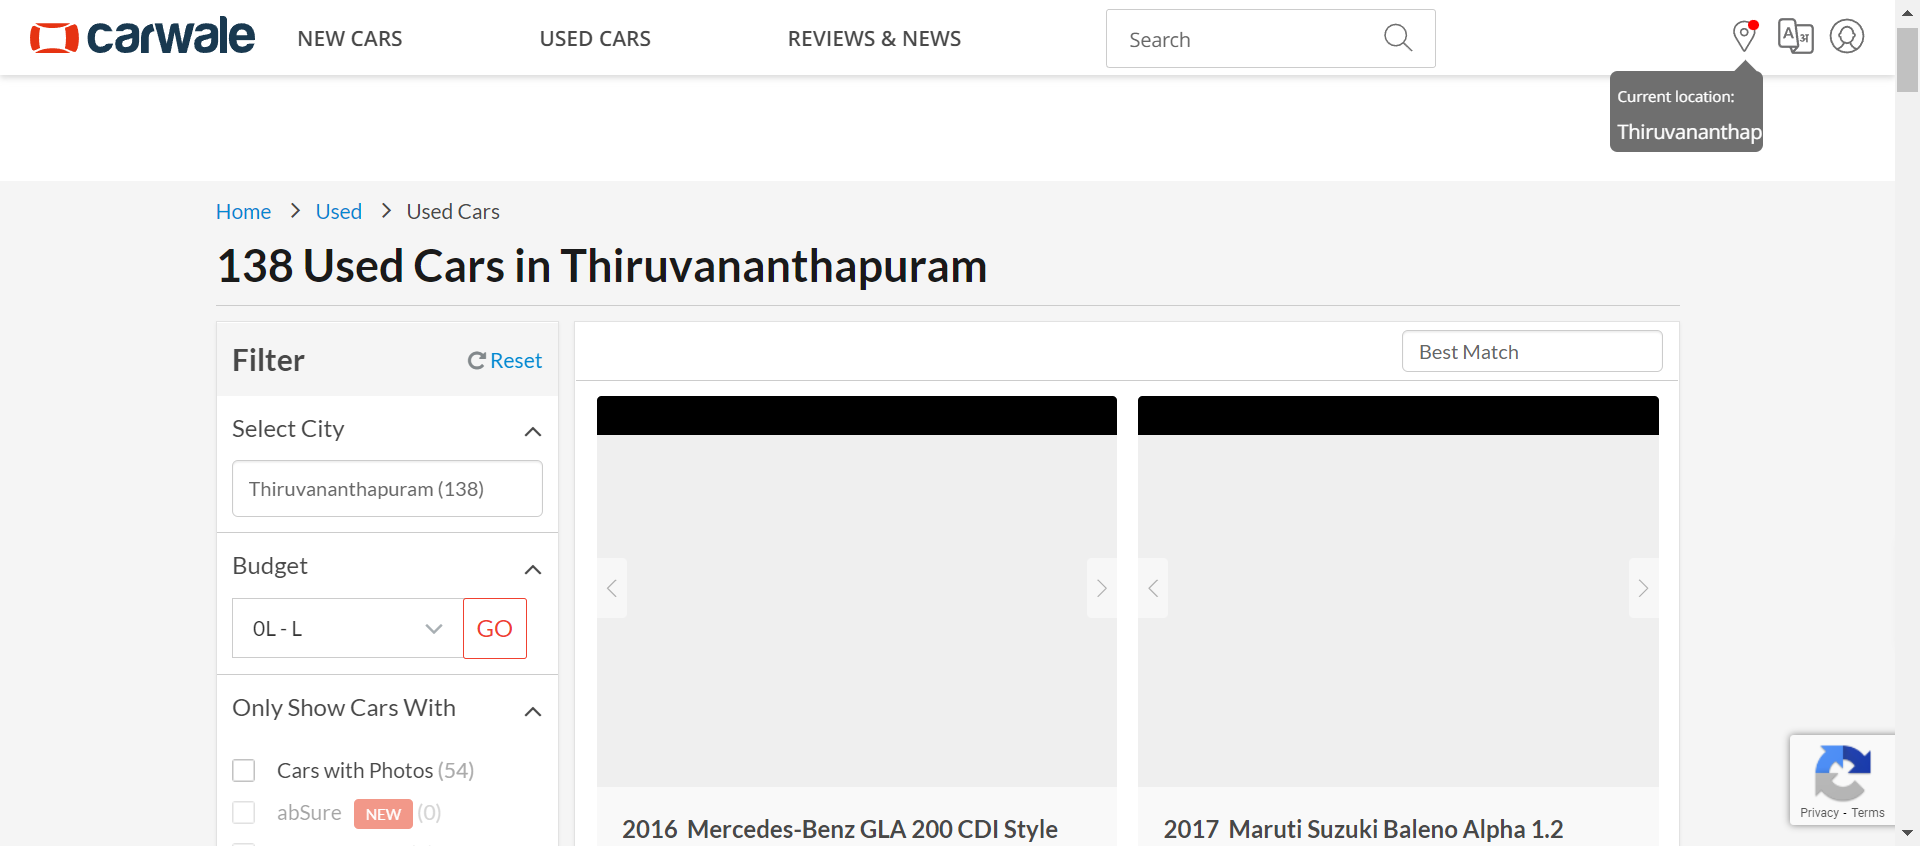 carwale
NEW CARS
USED CARS
REVIEWS & NEWS
Search
A अ
Current location:
Thiruvananthap
Home > Used > Used Cars
138 Used Cars in Thiruvananthapuram
Filter
Reset
Best Match
Select City
Thiruvananthapuram (138)
Budget
0L - L
GO
Only Show Cars With
Cars with Photos (54)
abSure NEW (0)
2016 Mercedes-Benz GLA 200 CDI Style
2017 Maruti Suzuki Baleno Alpha 1.2
Privacy - Terms